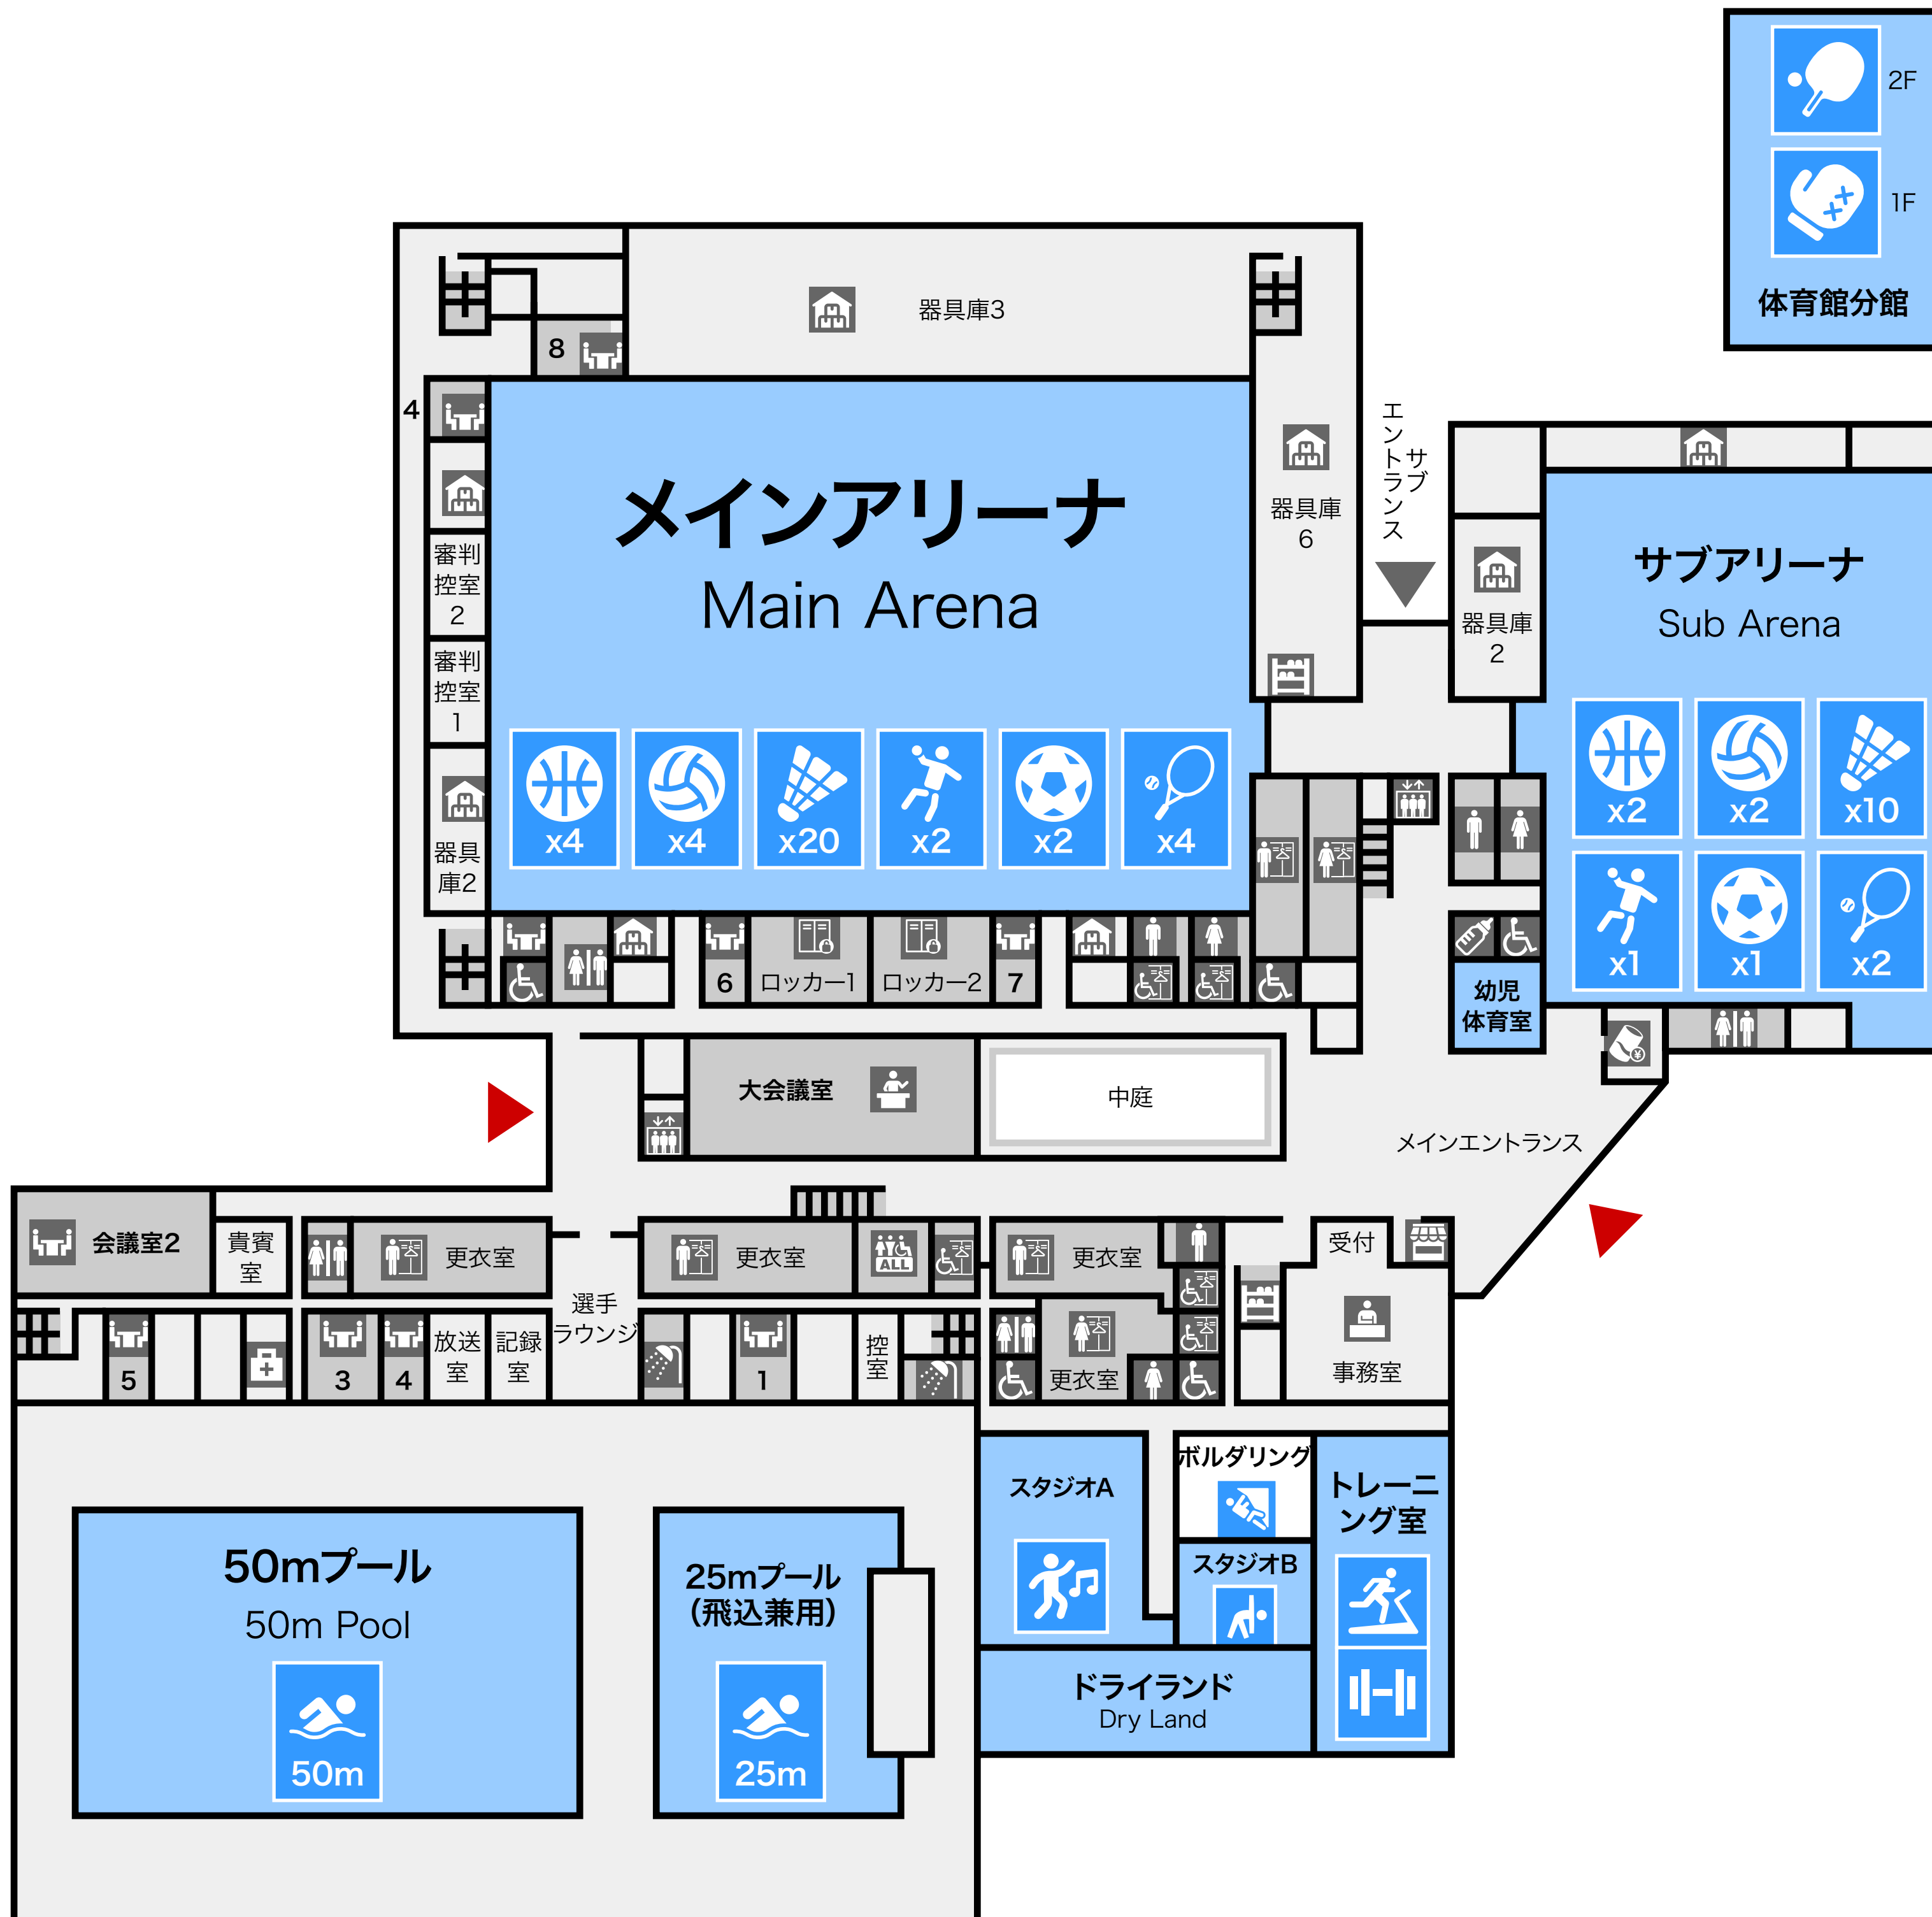 2F
1F
体育館分館
器具庫3
8
4
メインアリーナ
Main Arena
審判
控室
2
審判
控室
1
器具
庫2
器具庫
6
サブ
エントランス
器具庫
2
サブアリーナ
Sub Arena
x4
x4
x20
x2
x2
x4
x2
x2
x10
x1
x1
x2
6
ロッカー1
ロッカー2
7
幼児
体育室
¥
大会議室
中庭
メインエントランス
会議室2
貴賓
室
更衣室
選手
ラウンジ
更衣室
ALL
更衣室
更衣室
受付
事務室
5
3
4
放送
室
記録
室
1
控
室
50mプール
50m Pool
50m
25mプール
（飛込兼用）
25m
スタジオA
ボルダリング
スタジオB
トレーニ
ング室
ドライランド
Dry Land